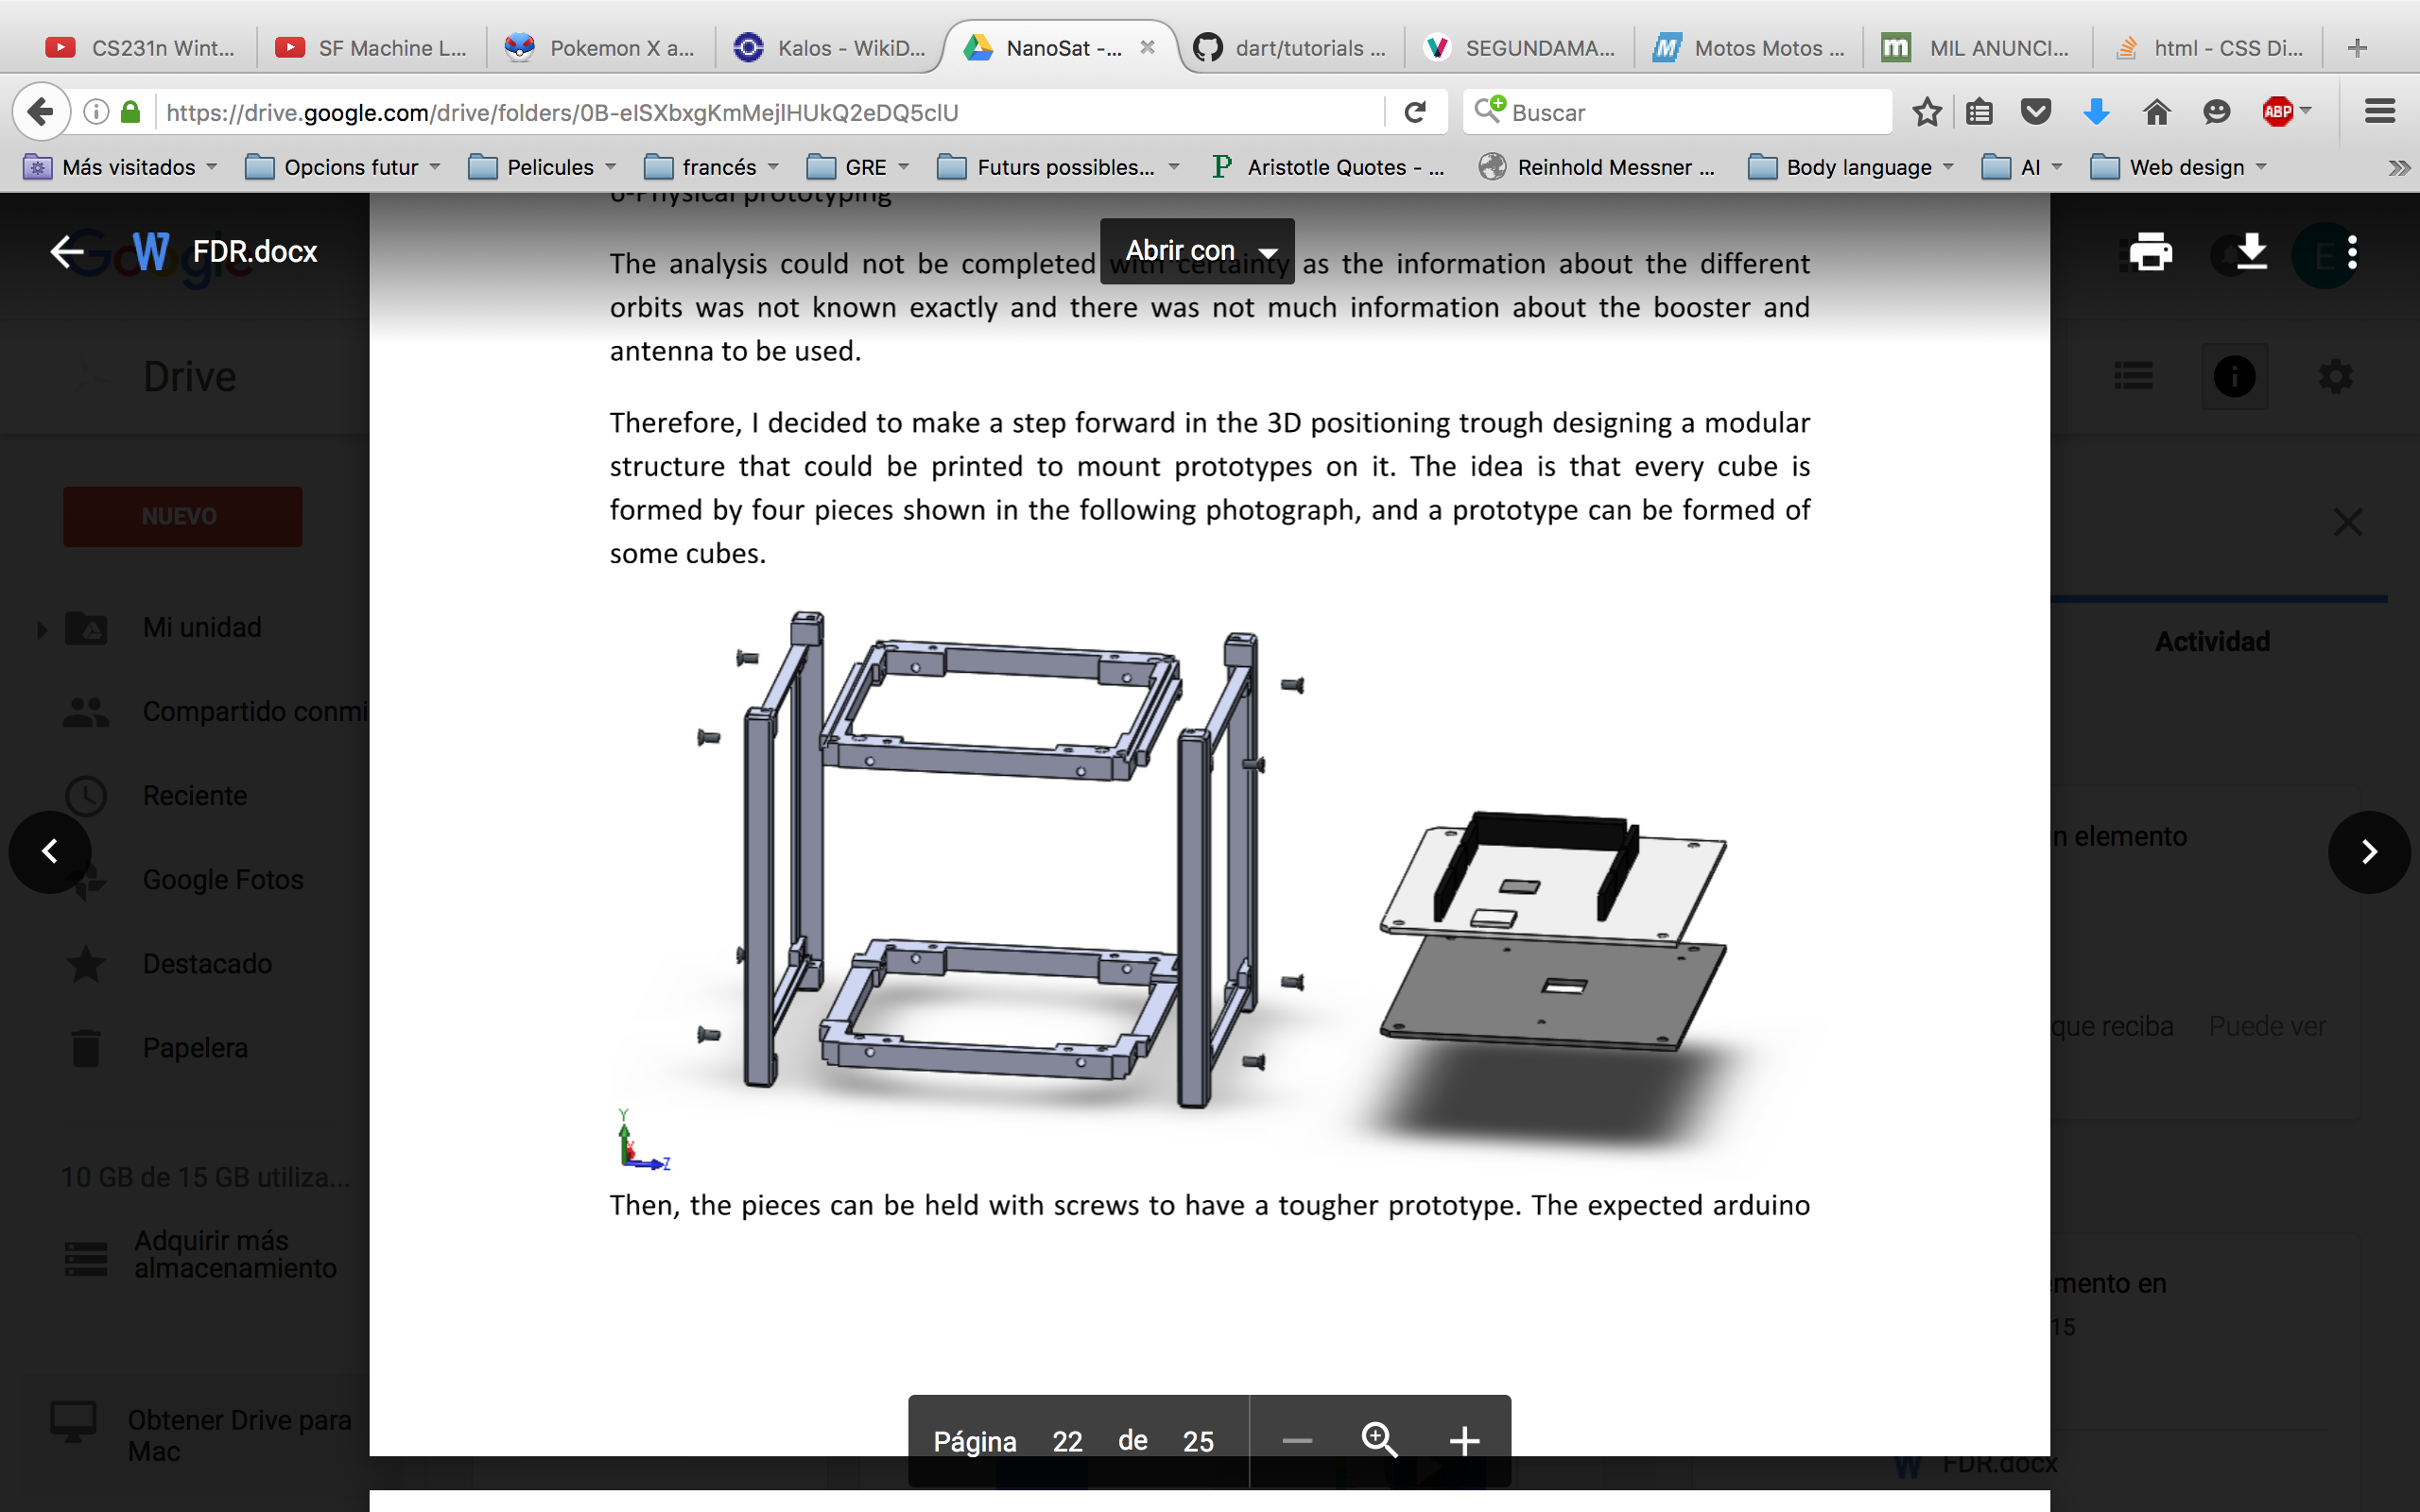 CS231n Wint...
SF Machine L...
Pokemon X a...
Kalos - WikiD...
NanoSat -...
dart/tutorials ...
SEGUNDAMA...
Motos Motos ...
MIL ANUNCI...
html - CSS Di...
https://drive.google.com/drive/folders/0B-eISXbxgKmMejlHUkQ2eDQ5clU
Buscar
ABP
Más visitados
Opcions futur
Pelicules
francés
GRE
Futurs possibles...
Aristotle Quotes - ...
Reinhold Messner ...
Body language
AI
Web design
6-Physical prototyping
Google
FDR.docx
Abrir con
E
The analysis could not be completed with certainty as the information about the different
orbits was not known exactly and there was not much information about the booster and
antenna to be used.
Drive
Therefore, I decided to make a step forward in the 3D positioning trough designing a modular
structure that could be printed to mount prototypes on it. The idea is that every cube is
formed by four pieces shown in the following photograph, and a prototype can be formed of
some cubes.
NUEVO
Mi unidad
Compartido conmi
Reciente
Google Fotos
Destacado
Papelera
10 GB de 15 GB utiliza...
Adquirir más
almacenamiento
Obtener Drive para
Mac
Actividad
n elemento
que reciba
Puede ver
Y
Z
Then, the pieces can be held with screws to have a tougher prototype. The expected arduino
mento en
15
FDR.docx
Página 22 de 25